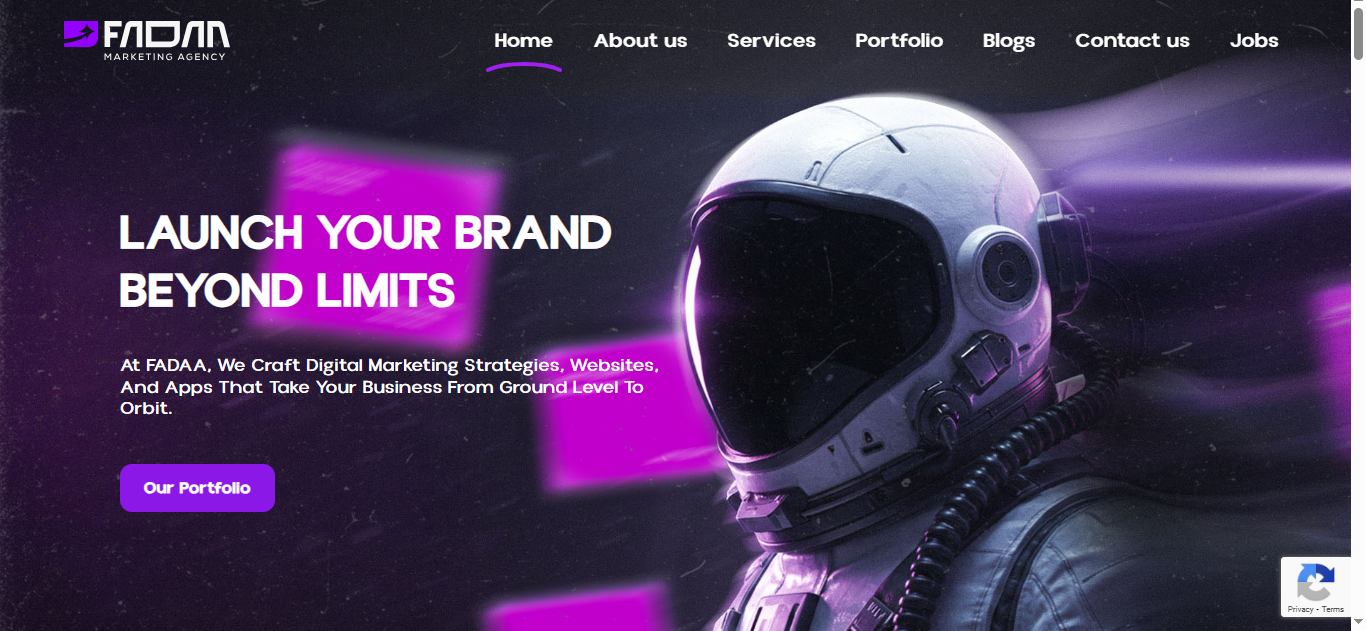 FADAA
MARKETING AGENCY
Home About us Services Portfolio Blogs Contact us Jobs
LAUNCH YOUR BRAND
BEYOND LIMITS
At FADAA, We Craft Digital Marketing Strategies, Websites,
And Apps That Take Your Business From Ground Level To
Orbit.
Our Portfolio
Privacy - Terms